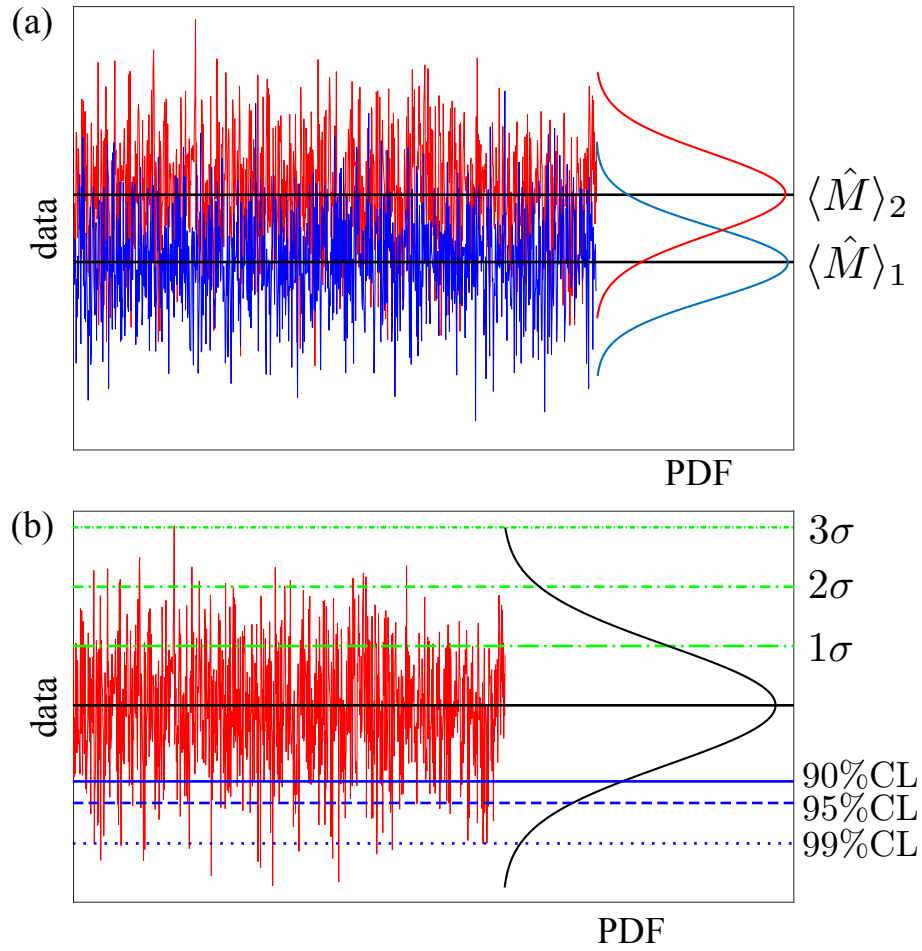 (a)
data
⟨M̂⟩₂
⟨M̂⟩₁
PDF
(b)
data
3σ
2σ
1σ
90%CL
95%CL
99%CL
PDF